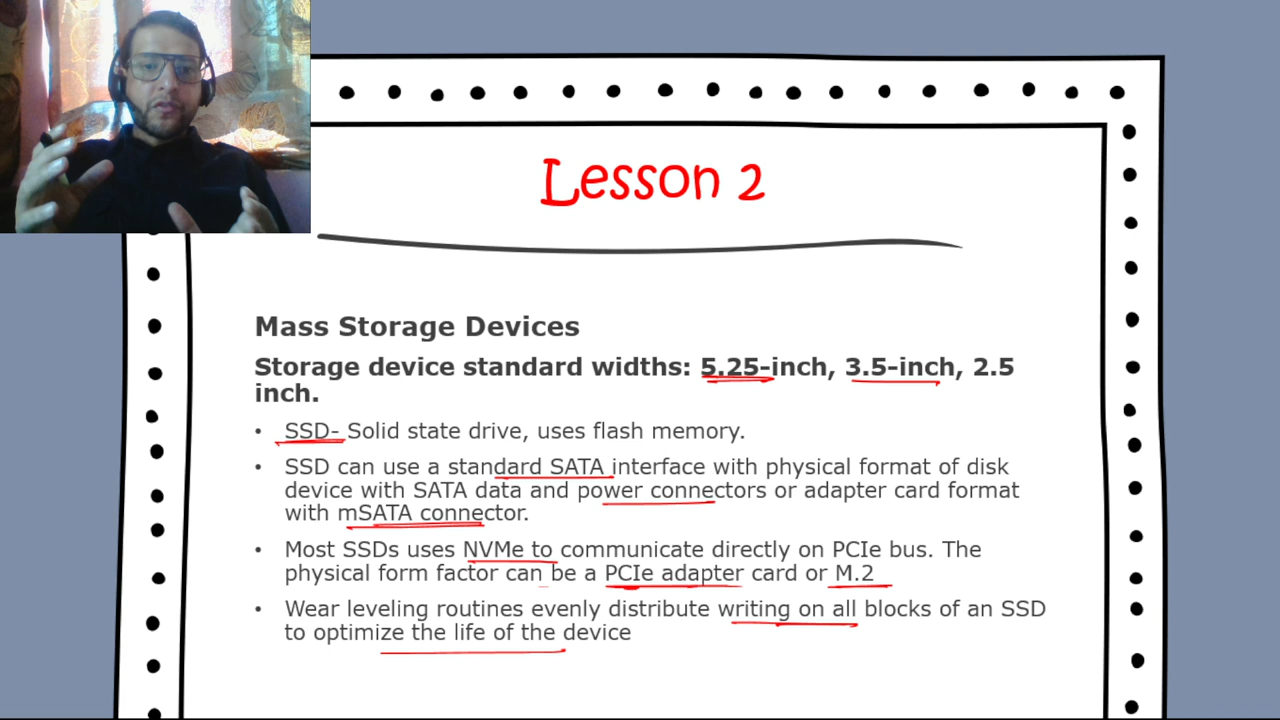 Lesson 2
Mass Storage Devices
Storage device standard widths: 5.25-inch, 3.5-inch, 2.5
inch.
• SSD- Solid state drive, uses flash memory.
• SSD can use a standard SATA interface with physical format of disk
device with SATA data and power connectors or adapter card format
with mSATA connector.
• Most SSDs uses NVMe to communicate directly on PCIe bus. The
physical form factor can be a PCIe adapter card or M.2
• Wear leveling routines evenly distribute writing on all blocks of an SSD
to optimize the life of the device